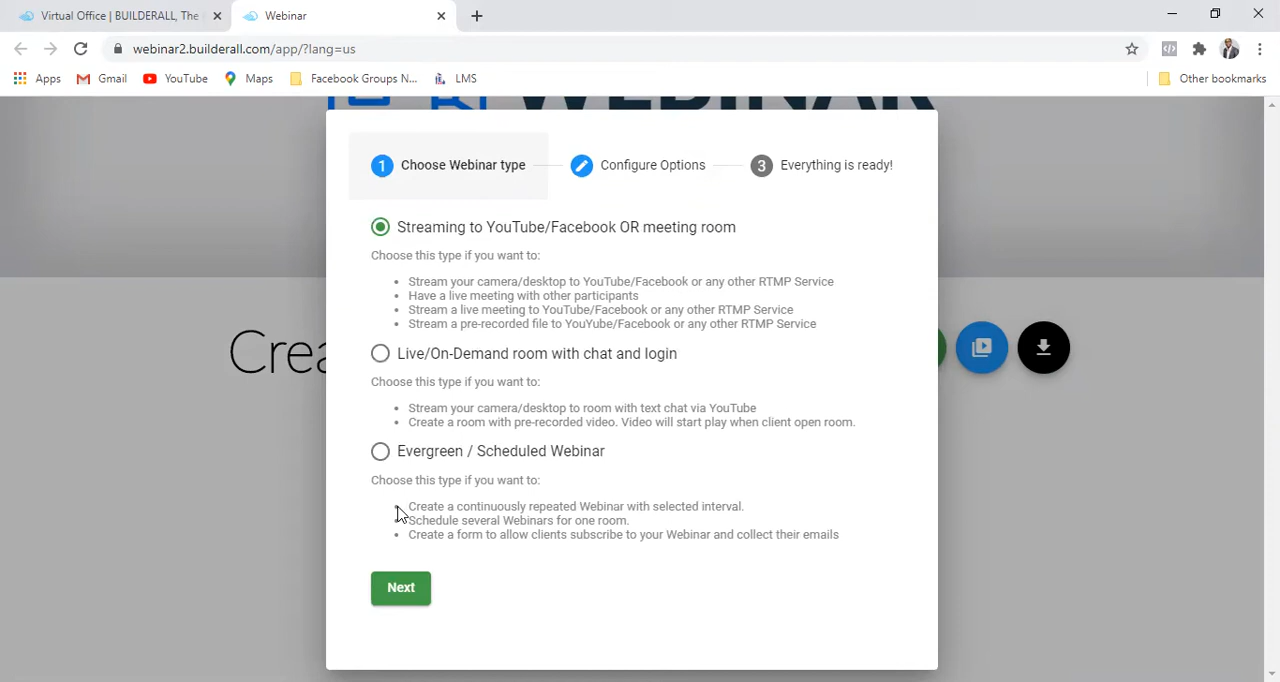 Virtual Office | BUILDERALL, The
Webinar
webinar2.builderall.com/app/?lang=us
Apps
Gmail
YouTube
Maps
Facebook Groups N...
LMS
Other bookmarks
WEBINAR
1 Choose Webinar type
Configure Options
3 Everything is ready!
Streaming to YouTube/Facebook OR meeting room
Choose this type if you want to:
• Stream your camera/desktop to YouTube/Facebook or any other RTMP Service
• Have a live meeting with other participants
• Stream a live meeting to YouTube/Facebook or any other RTMP Service
• Stream a pre-recorded file to YouYube/Facebook or any other RTMP Service
Crea
Live/On-Demand room with chat and login
Choose this type if you want to:
• Stream your camera/desktop to room with text chat via YouTube
• Create a room with pre-recorded video. Video will start play when client open room.
Evergreen / Scheduled Webinar
Choose this type if you want to:
• Create a continuously repeated Webinar with selected interval.
• Schedule several Webinars for one room.
• Create a form to allow clients subscribe to your Webinar and collect their emails
Next